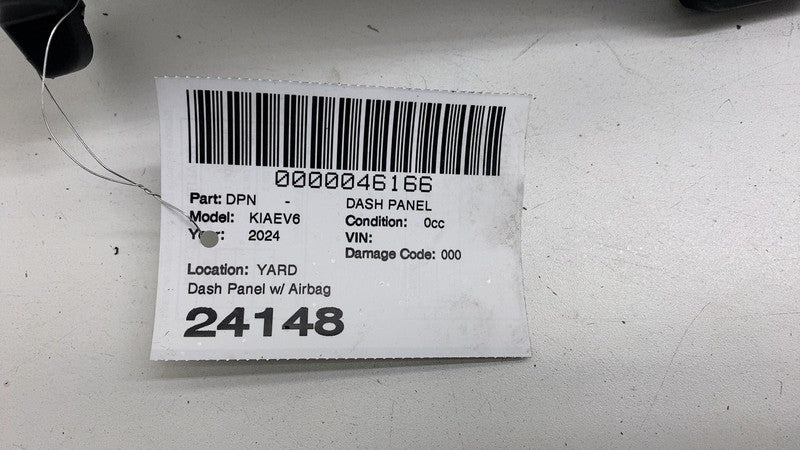 0000046166
Part: DPN - DASH PANEL
Model: KIAEV6 Condition: 0cc
Year: 2024 VIN:
Damage Code: 000
Location: YARD
Dash Panel w/ Airbag
24148